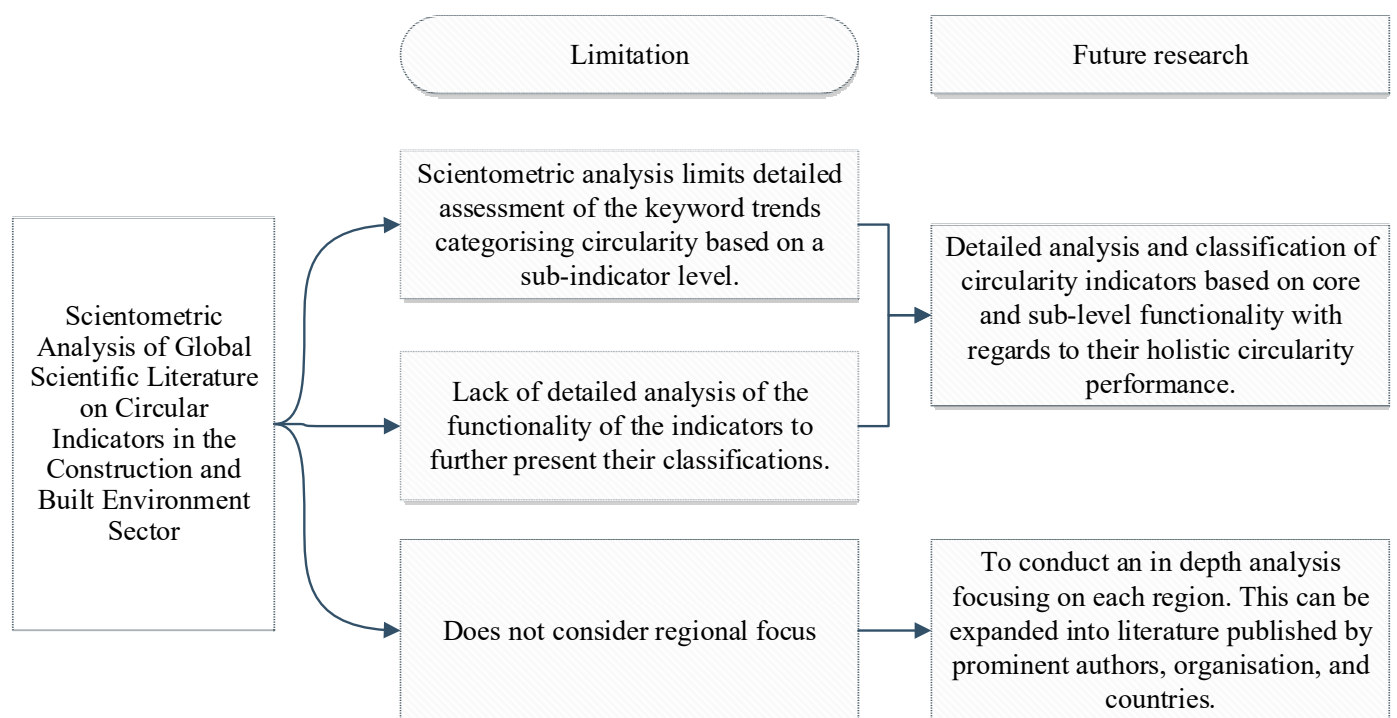 Limitation
Future research
Scientometric
Analysis of Global
Scientific Literature
on Circular
Indicators in the
Construction and
Built Environment
Sector
Scientometric analysis limits detailed
assessment of the keyword trends
categorising circularity based on a
sub-indicator level.
Lack of detailed analysis of the
functionality of the indicators to
further present their classifications.
Does not consider regional focus
Detailed analysis and classification of
circularity indicators based on core
and sub-level functionality with
regards to their holistic circularity
performance.
To conduct an in depth analysis
focusing on each region. This can be
expanded into literature published by
prominent authors, organisation, and
countries.